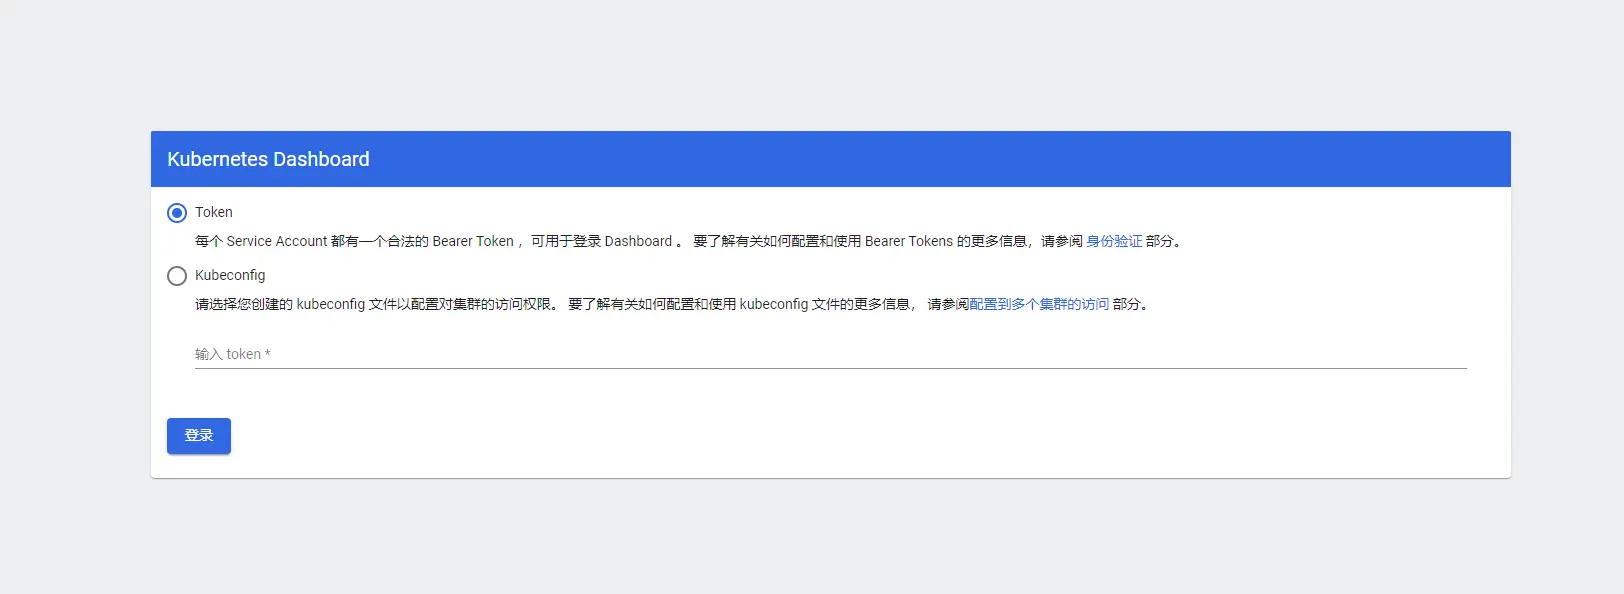 Kubernetes Dashboard
Token
每个 Service Account 都有一个合法的 Bearer Token ，可用于登录 Dashboard 。 要了解有关如何配置和使用 Bearer Tokens 的更多信息，请参阅 身份验证 部分。
Kubeconfig
请选择您创建的 kubeconfig 文件以配置对集群的访问权限。 要了解有关如何配置和使用 kubeconfig 文件的更多信息， 请参阅配置到多个集群的访问 部分。
输入 token *
登录